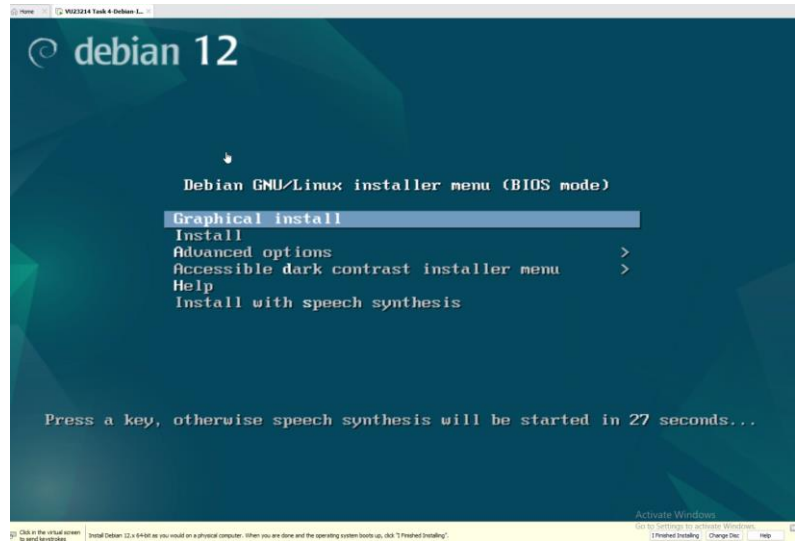 Home
VU23214 Task 4-Debian-I...
debian 12
Debian GNU/Linux installer menu (BIOS mode)
Graphical install
Install
Advanced options >
Accessible dark contrast installer menu >
Help
Install with speech synthesis
Press a key, otherwise speech synthesis will be started in 27 seconds...
Activate Windows
Go to Settings to activate Windows.
Click in the virtual screen
to send keystrokes
Install Debian 12.x 64-bit as you would on a physical computer. When you are done and the operating system boots up, click "I Finished Installing".
I Finished Installing
Change Disc
Help